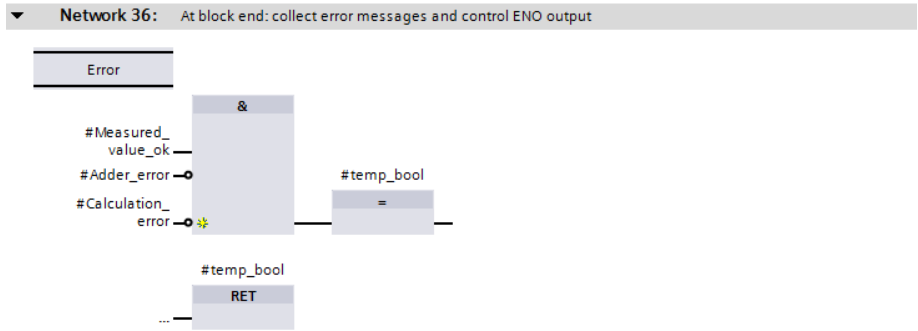 Network 36: At block end: collect error messages and control ENO output
Error
&
#Measured_
value_ok
#Adder_error
#Calculation_
error
#temp_bool
=
#temp_bool
RET
...